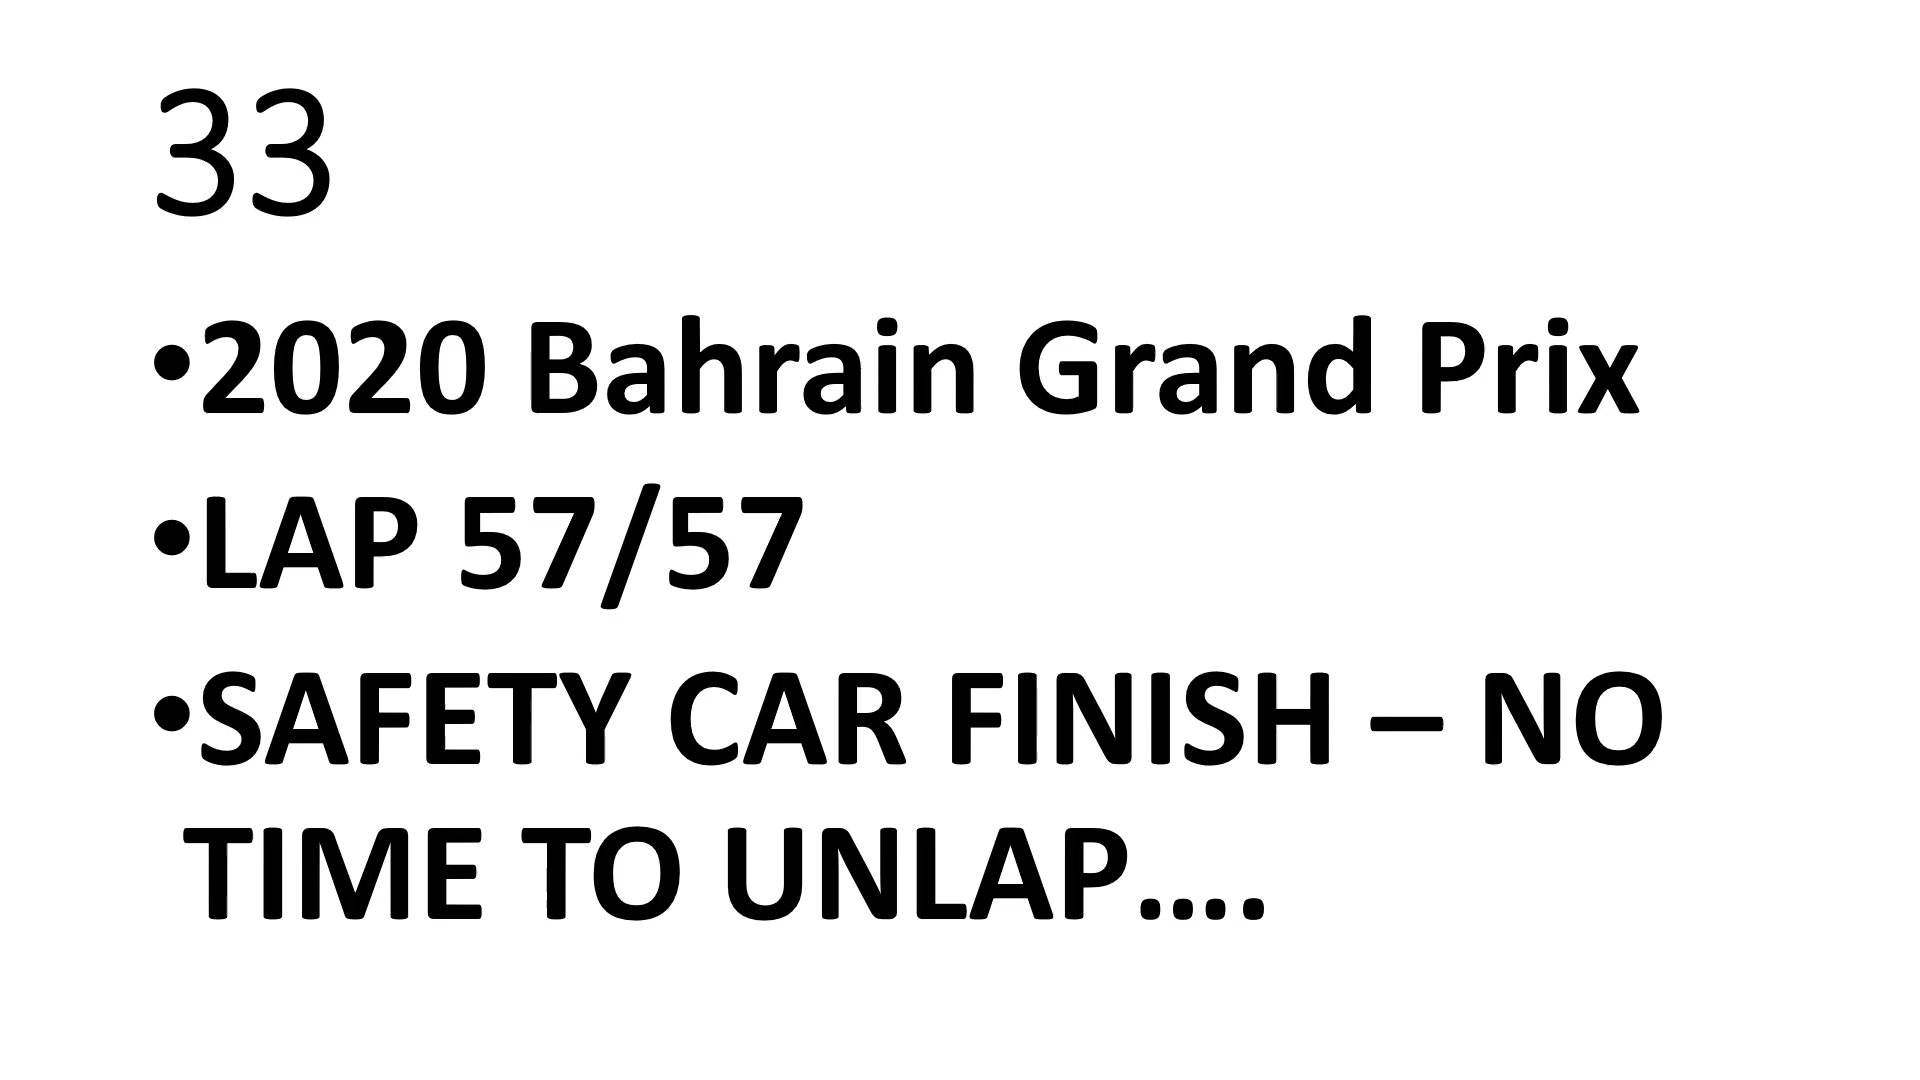 33
•2020 Bahrain Grand Prix
•LAP 57/57
•SAFETY CAR FINISH – NO
TIME TO UNLAP….